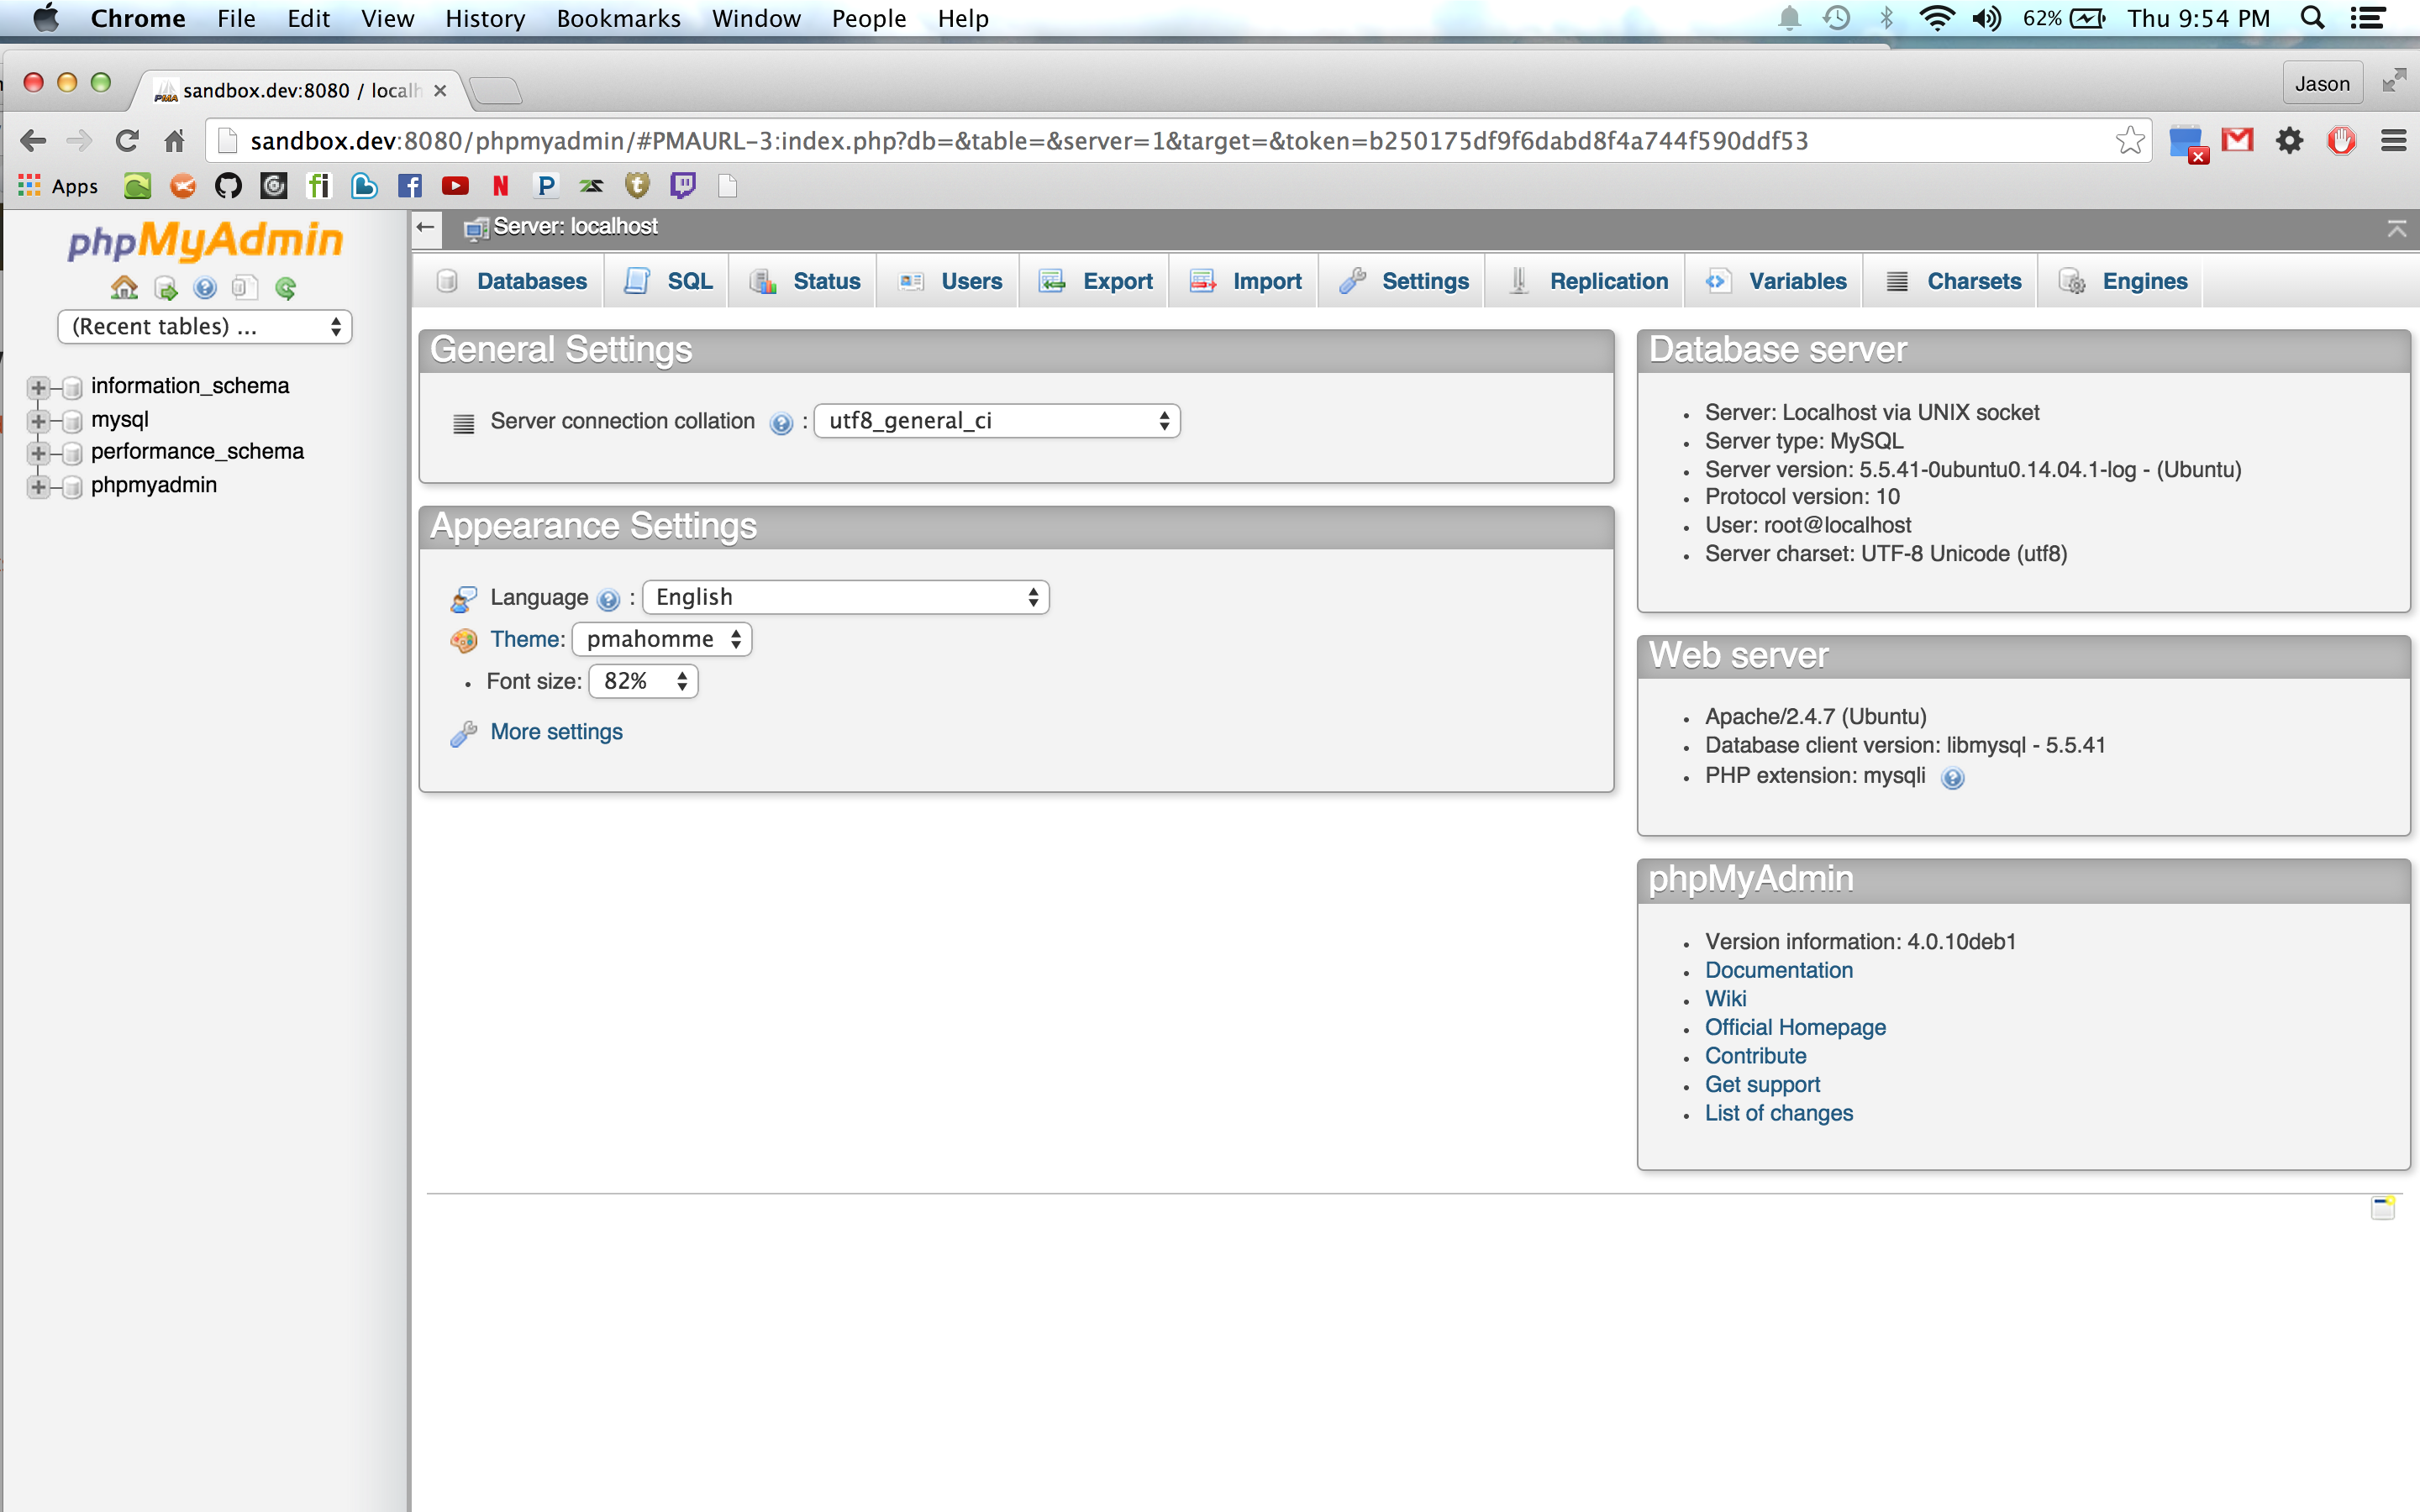 Chrome File Edit View History Bookmarks Window People Help 62% Thu 9:54 PM
sandbox.dev:8080 / localh Jason
sandbox.dev:8080/phpmyadmin/#PMAURL-3:index.php?db=&table=&server=1&target=&token=b250175df9f6dabd8f4a744f590ddf53
Apps
phpMyAdmin
(Recent tables) ...
information_schema
mysql
performance_schema
phpmyadmin
Server: localhost
Databases SQL Status Users Export Import Settings Replication Variables Charsets Engines
General Settings
Server connection collation : utf8_general_ci
Appearance Settings
Language : English
Theme: pmahomme
Font size: 82%
More settings
Database server
Server: Localhost via UNIX socket
Server type: MySQL
Server version: 5.5.41-0ubuntu0.14.04.1-log - (Ubuntu)
Protocol version: 10
User: root@localhost
Server charset: UTF-8 Unicode (utf8)
Web server
Apache/2.4.7 (Ubuntu)
Database client version: libmysql - 5.5.41
PHP extension: mysqli
phpMyAdmin
Version information: 4.0.10deb1
Documentation
Wiki
Official Homepage
Contribute
Get support
List of changes